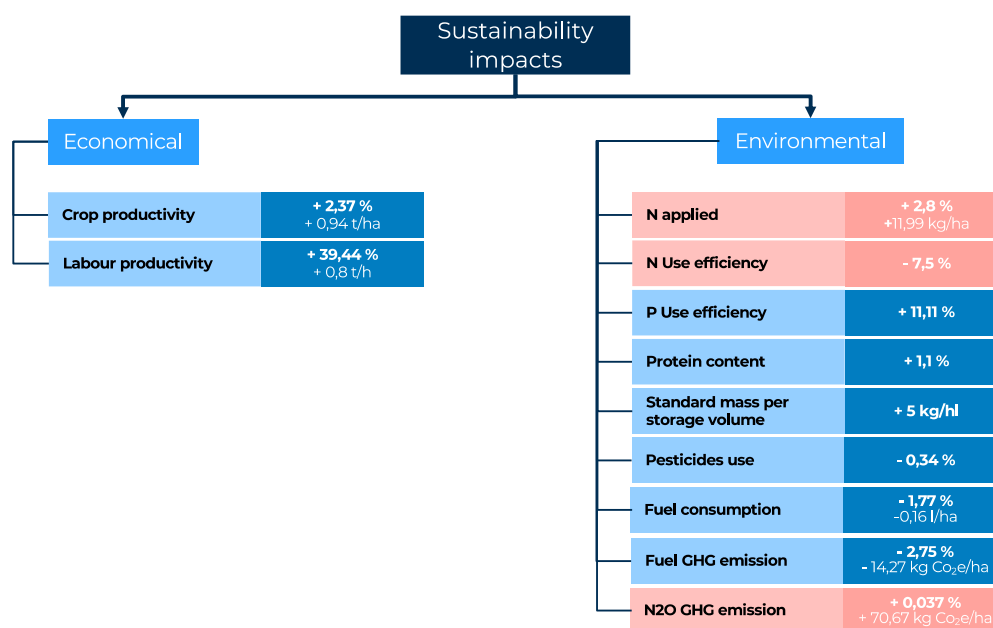 Sustainability
impacts
Economical
Crop productivity
+ 2,37 %
+ 0,94 t/ha
Labour productivity
+ 39,44 %
+ 0,8 t/h
Environmental
N applied
+ 2,8 %
+11,99 kg/ha
N Use efficiency
- 7,5 %
P Use efficiency
+ 11,11 %
Protein content
+ 1,1 %
Standard mass per
storage volume
+ 5 kg/hl
Pesticides use
- 0,34 %
Fuel consumption
- 1,77 %
-0,16 l/ha
Fuel GHG emission
- 2,75 %
- 14,27 kg Co₂e/ha
N2O GHG emission
+ 0,037 %
+ 70,67 kg Co₂e/ha